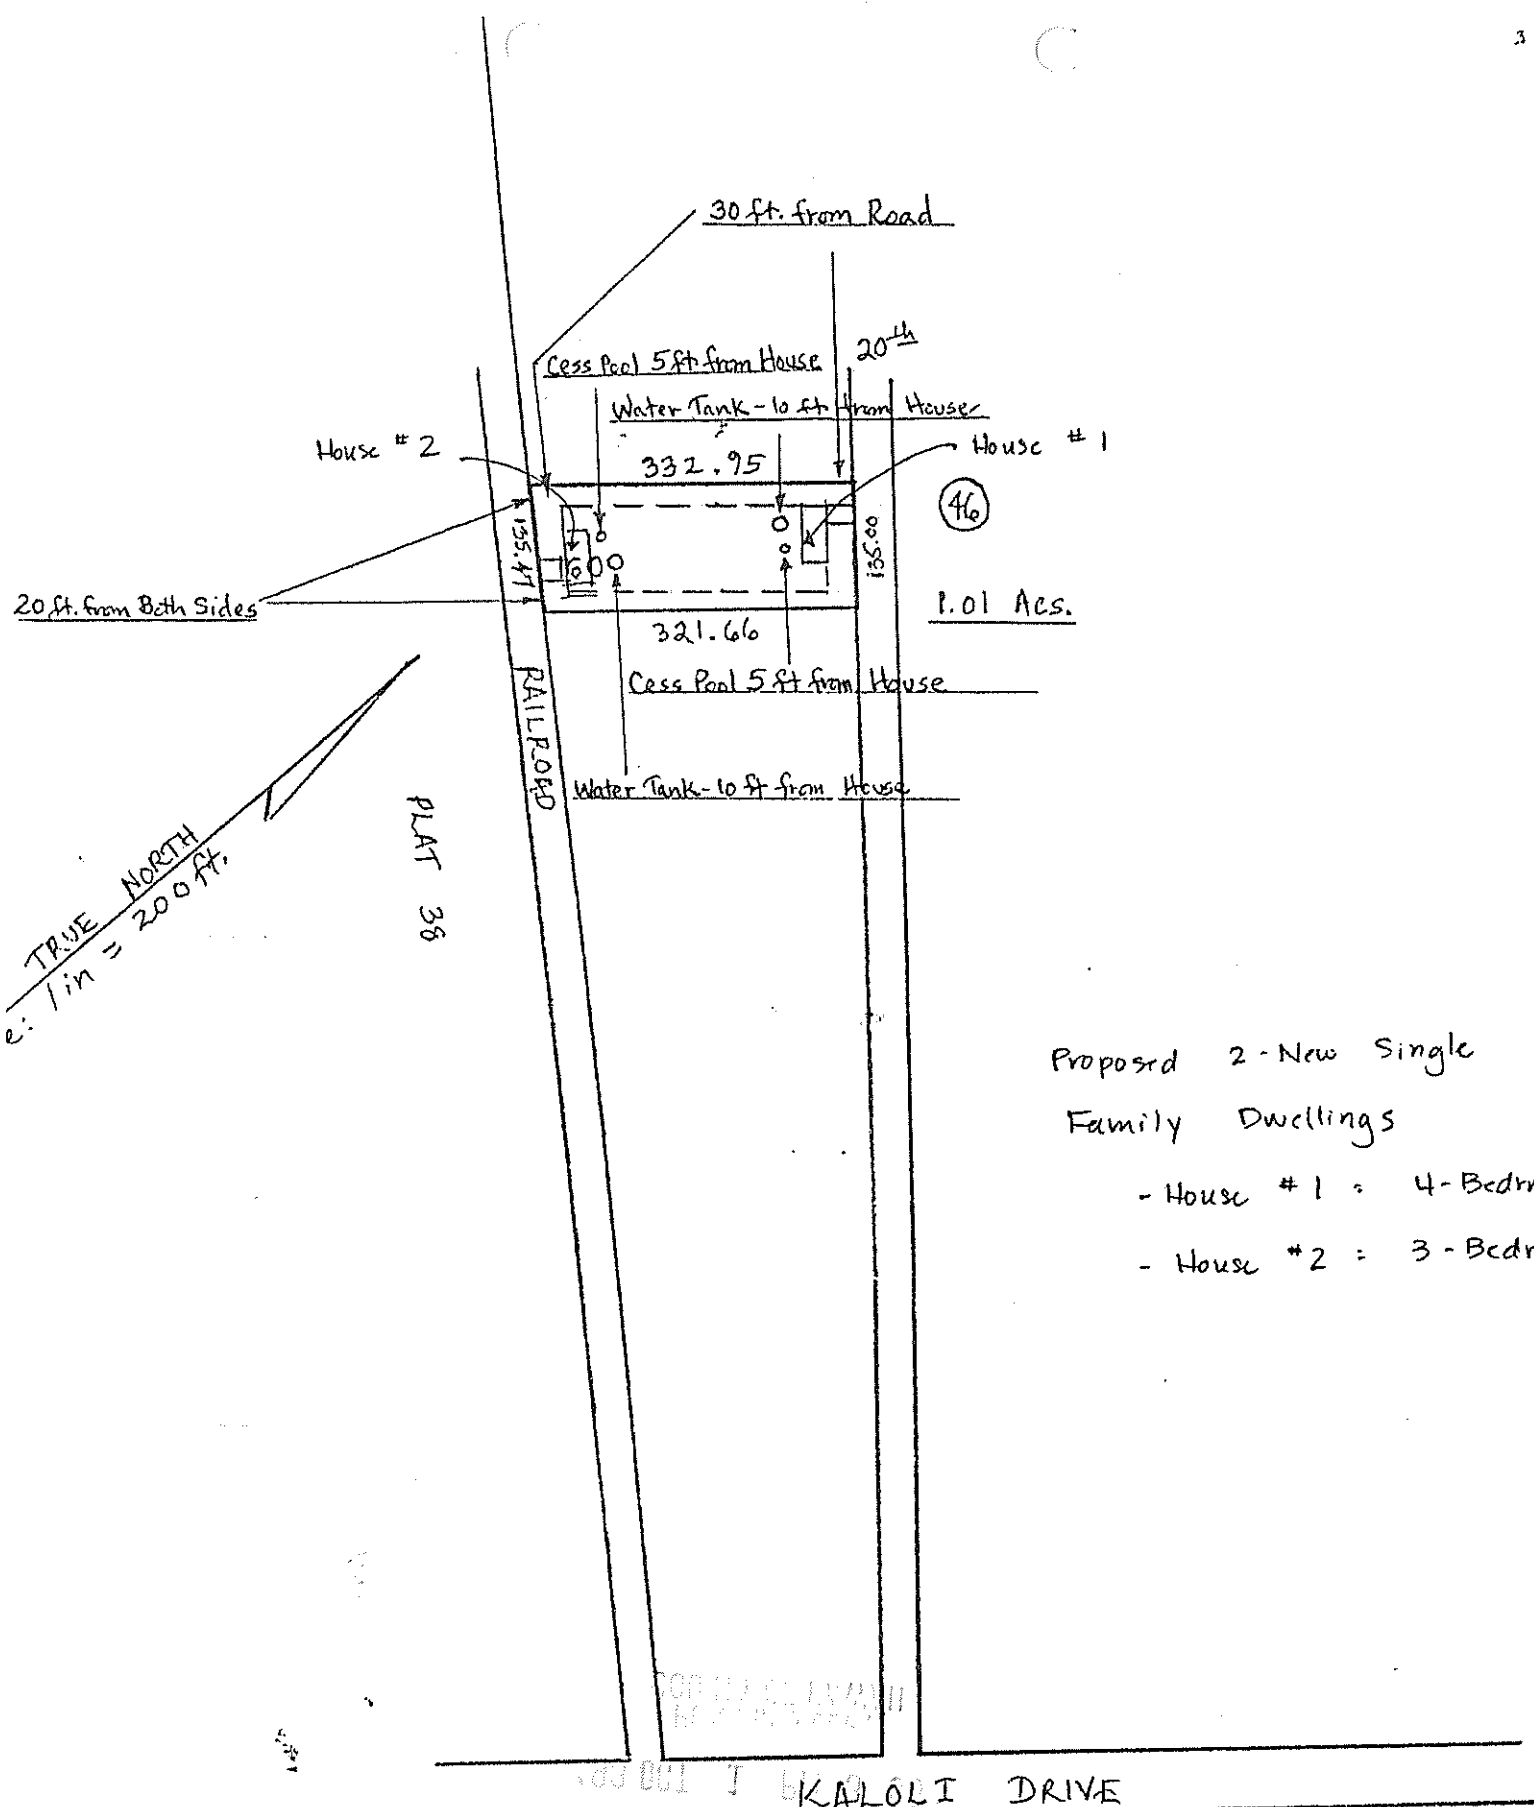 3
30 ft. from Road
20th
Cess Pool 5 ft from House
Water Tank - 10 ft from House
House # 2
332.95
House # 1
46
135.47
135.00
20 ft. from Both Sides
1.01 Acs.
321.66
Cess Pool 5 ft from House
RAILROAD
Water Tank - 10 ft from House
PLAT 38
TRUE NORTH
e: 1 in = 200 ft.
Proposed 2 - New Single
Family Dwellings
- House # 1 : 4 - Bedr
- House # 2 : 3 - Bedr
KALOLI DRIVE